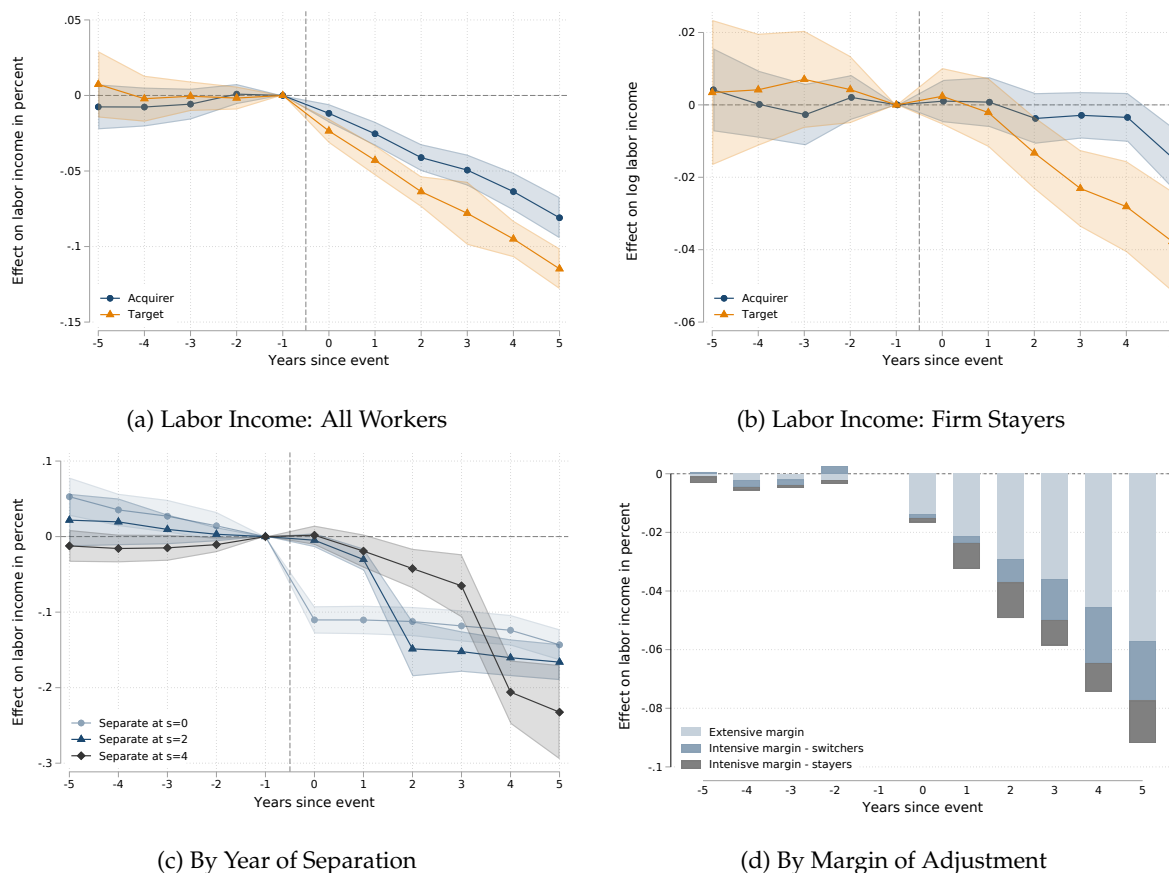 .05
0
-.05
-.1
-.15
Effect on labor income in percent
Acquirer
Target
-5 -4 -3 -2 -1 0 1 2 3 4 5
Years since event
(a) Labor Income: All Workers
.02
0
-.02
-.04
-.06
Effect on log labor income
Acquirer
Target
-5 -4 -3 -2 -1 0 1 2 3 4
Years since event
(b) Labor Income: Firm Stayers
.1
0
-.1
-.2
-.3
Effect on labor income in percent
Separate at s=0
Separate at s=2
Separate at s=4
-5 -4 -3 -2 -1 0 1 2 3 4 5
Years since event
(c) By Year of Separation
0
-.02
-.04
-.06
-.08
-.1
Effect on labor income in percent
Extensive margin
Intensive margin - switchers
Intenisve margin - stayers
-5 -4 -3 -2 -1 0 1 2 3 4 5
Years since event
(d) By Margin of Adjustment